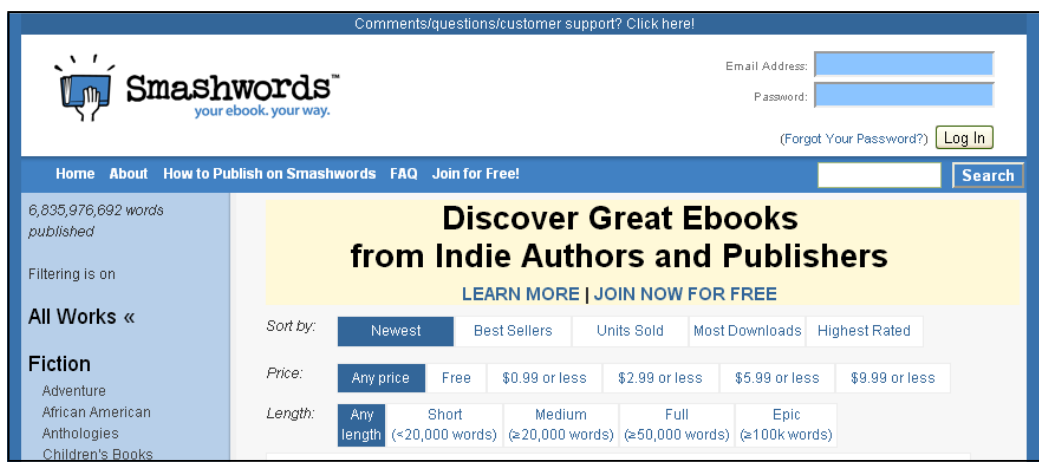 Comments/questions/customer support? Click here!
Smashwords™
your ebook. your way.
Email Address:
Password:
(Forgot Your Password?) Log In
Home About How to Publish on Smashwords FAQ Join for Free! Search
6,835,976,692 words
published
Filtering is on
All Works «
Fiction
Adventure
African American
Anthologies
Children's Books
Discover Great Ebooks
from Indie Authors and Publishers
LEARN MORE | JOIN NOW FOR FREE
Sort by: Newest Best Sellers Units Sold Most Downloads Highest Rated
Price: Any price Free $0.99 or less $2.99 or less $5.99 or less $9.99 or less
Length: Any Short Medium Full Epic
length (<20,000 words) (≥20,000 words) (≥50,000 words) (≥100k words)